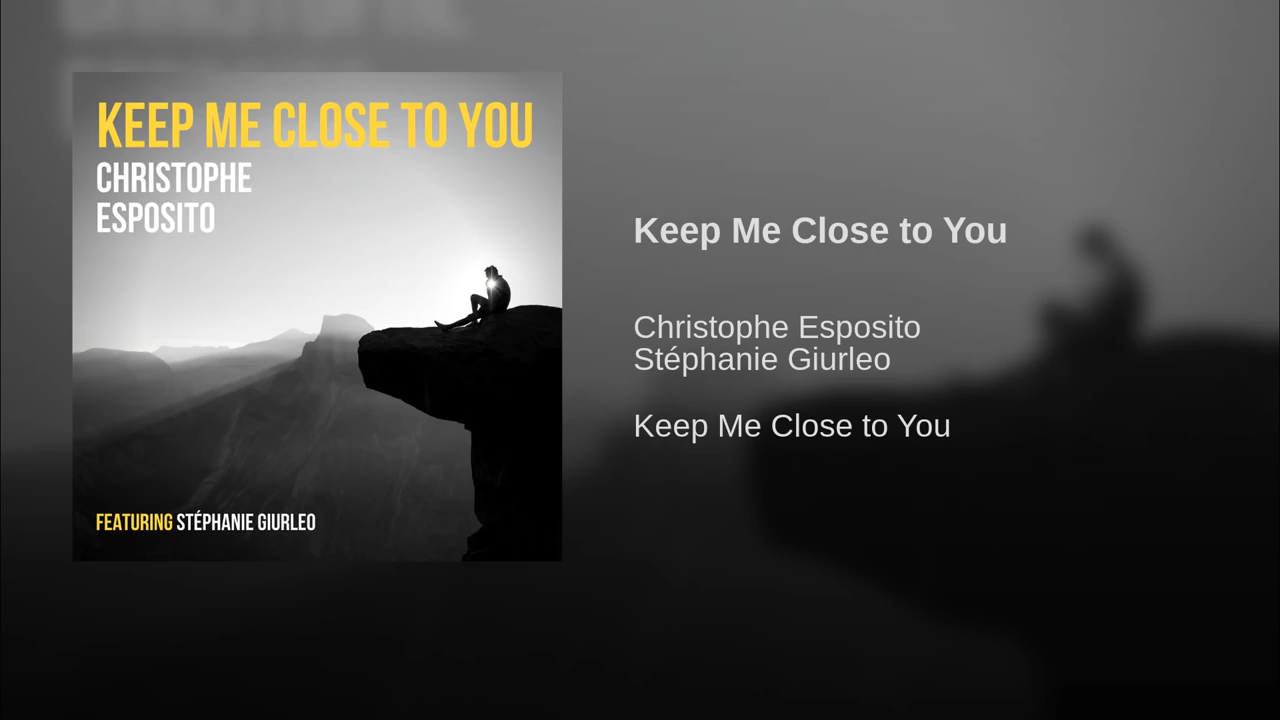 KEEP ME CLOSE TO YOU
CHRISTOPHE
ESPOSITO
FEATURING STÉPHANIE GIURLEO
Keep Me Close to You
Christophe Esposito
Stéphanie Giurleo
Keep Me Close to You